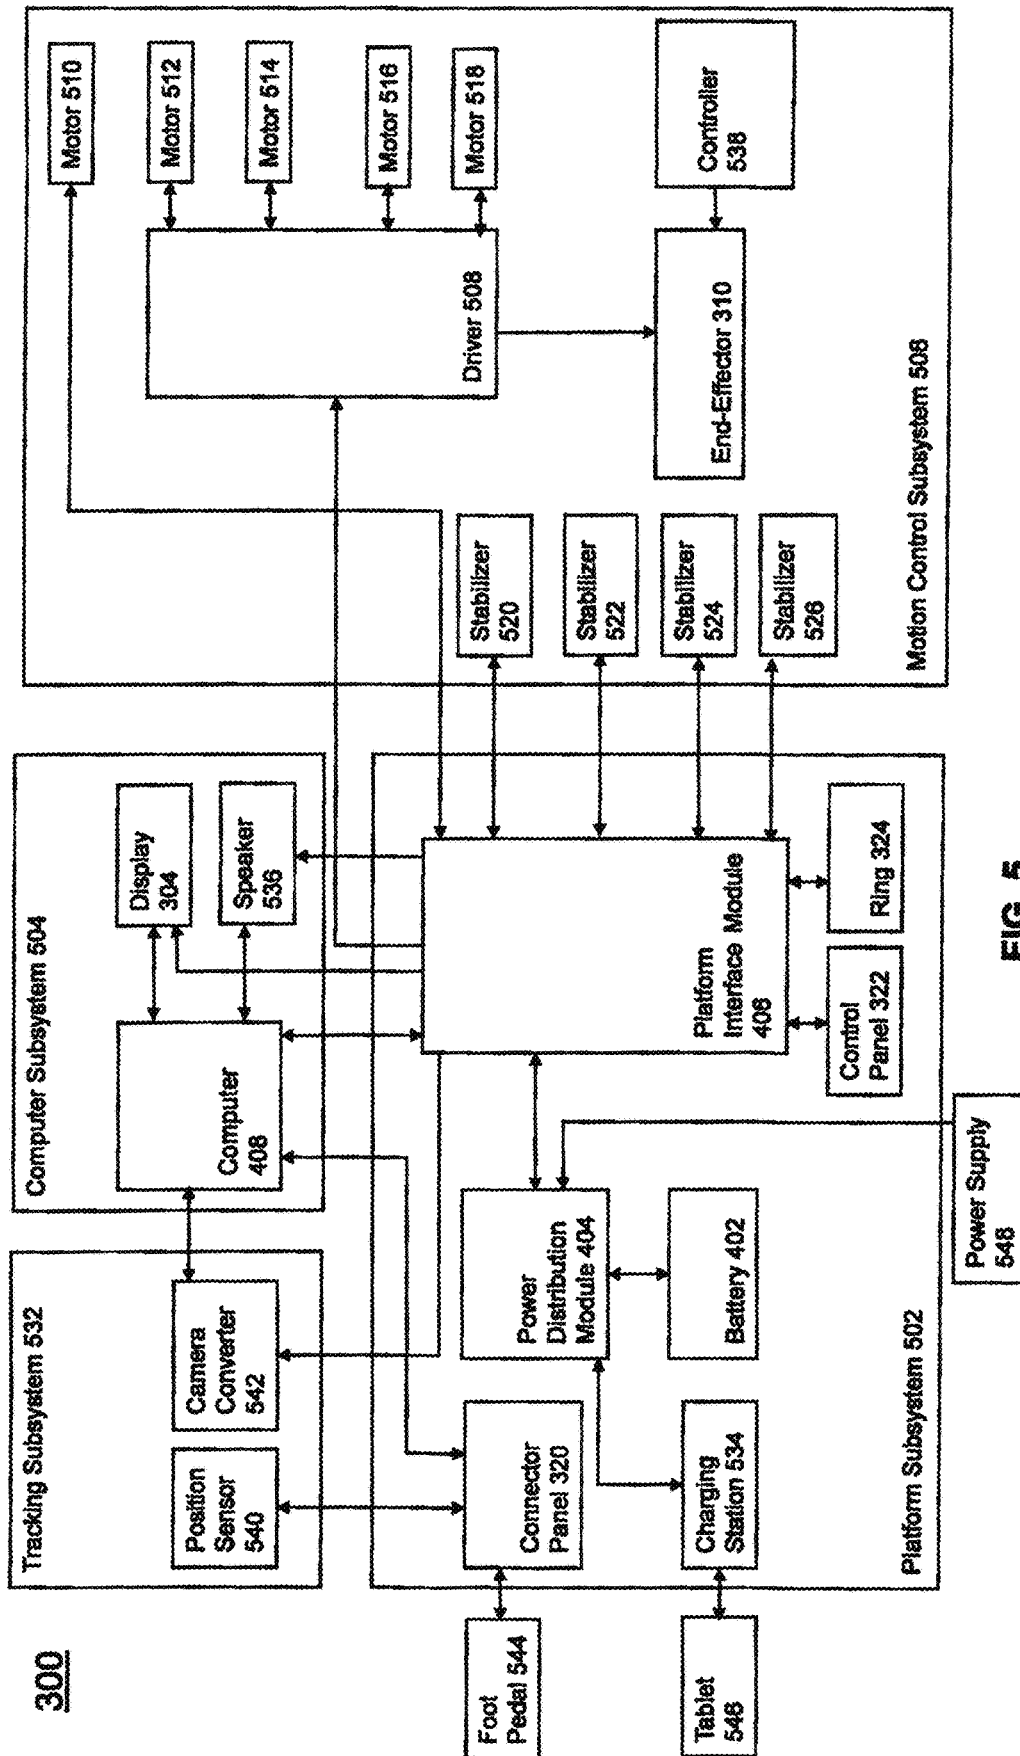 300
Tracking Subsystem 532
Position
Sensor
540
Camera
Converter
542
Computer Subsystem 504
Computer
408
Display
304
Speaker
536
Motor 510
Motor 512
Motor 514
Motor 516
Motor 518
Driver 508
End-Effector 310
Controller
538
Stabilizer
520
Stabilizer
522
Stabilizer
524
Stabilizer
526
Motion Control Subsystem 508
Foot
Pedal 544
Tablet
546
Connector
Panel 320
Charging
Station 534
Power
Distribution
Module 404
Battery 402
Platform
Interface Module
406
Control
Panel 322
Ring 324
Platform Subsystem 502
Power Supply
548
FIG. 5